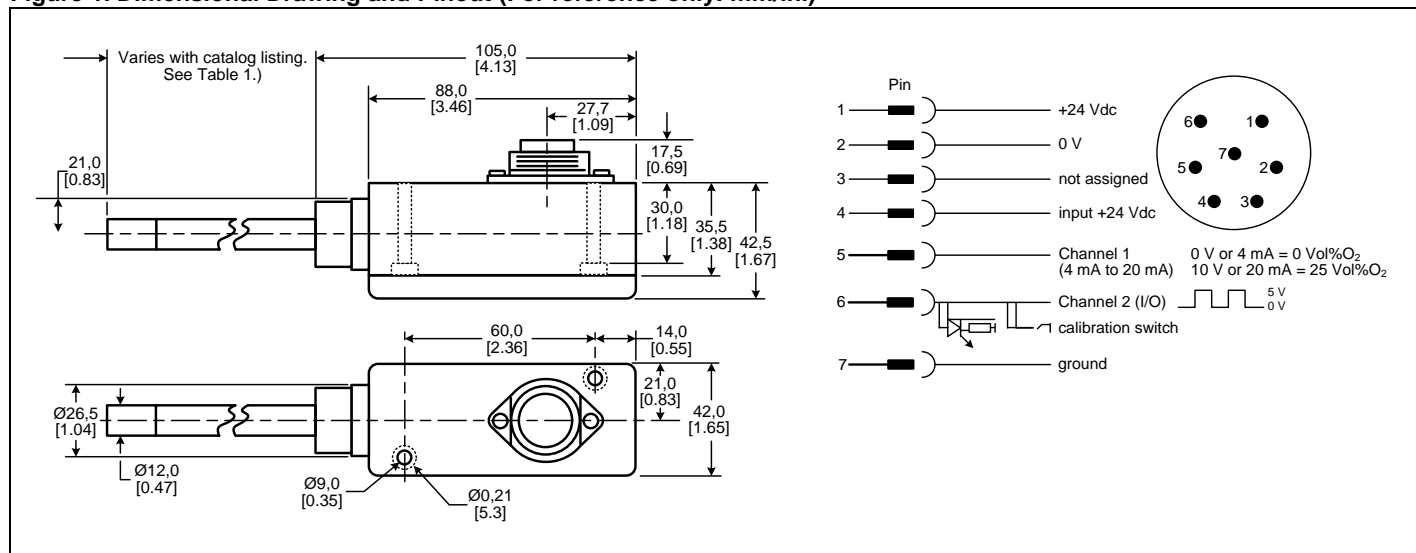 Varies with catalog listing.
See Table 1.)
105,0
[4.13]
88,0
[3.46]
27,7
[1.09]
17,5
[0.69]
21,0
[0.83]
30,0
[1.18]
35,5
[1.38]
42,5
[1.67]
60,0
[2.36]
14,0
[0.55]
21,0
[0.83]
42,0
[1.65]
Ø26,5
[1.04]
Ø12,0
[0.47]
Ø9,0
[0.35]
Ø0,21
[5.3]
Pin
1 +24 Vdc
2 0 V
3 not assigned
4 input +24 Vdc
5 Channel 1 0 V or 4 mA = 0 Vol%O₂
(4 mA to 20 mA) 10 V or 20 mA = 25 Vol%O₂
6 Channel 2 (I/O) 5 V
0 V
calibration switch
7 ground
6 1
7
5 2
4 3